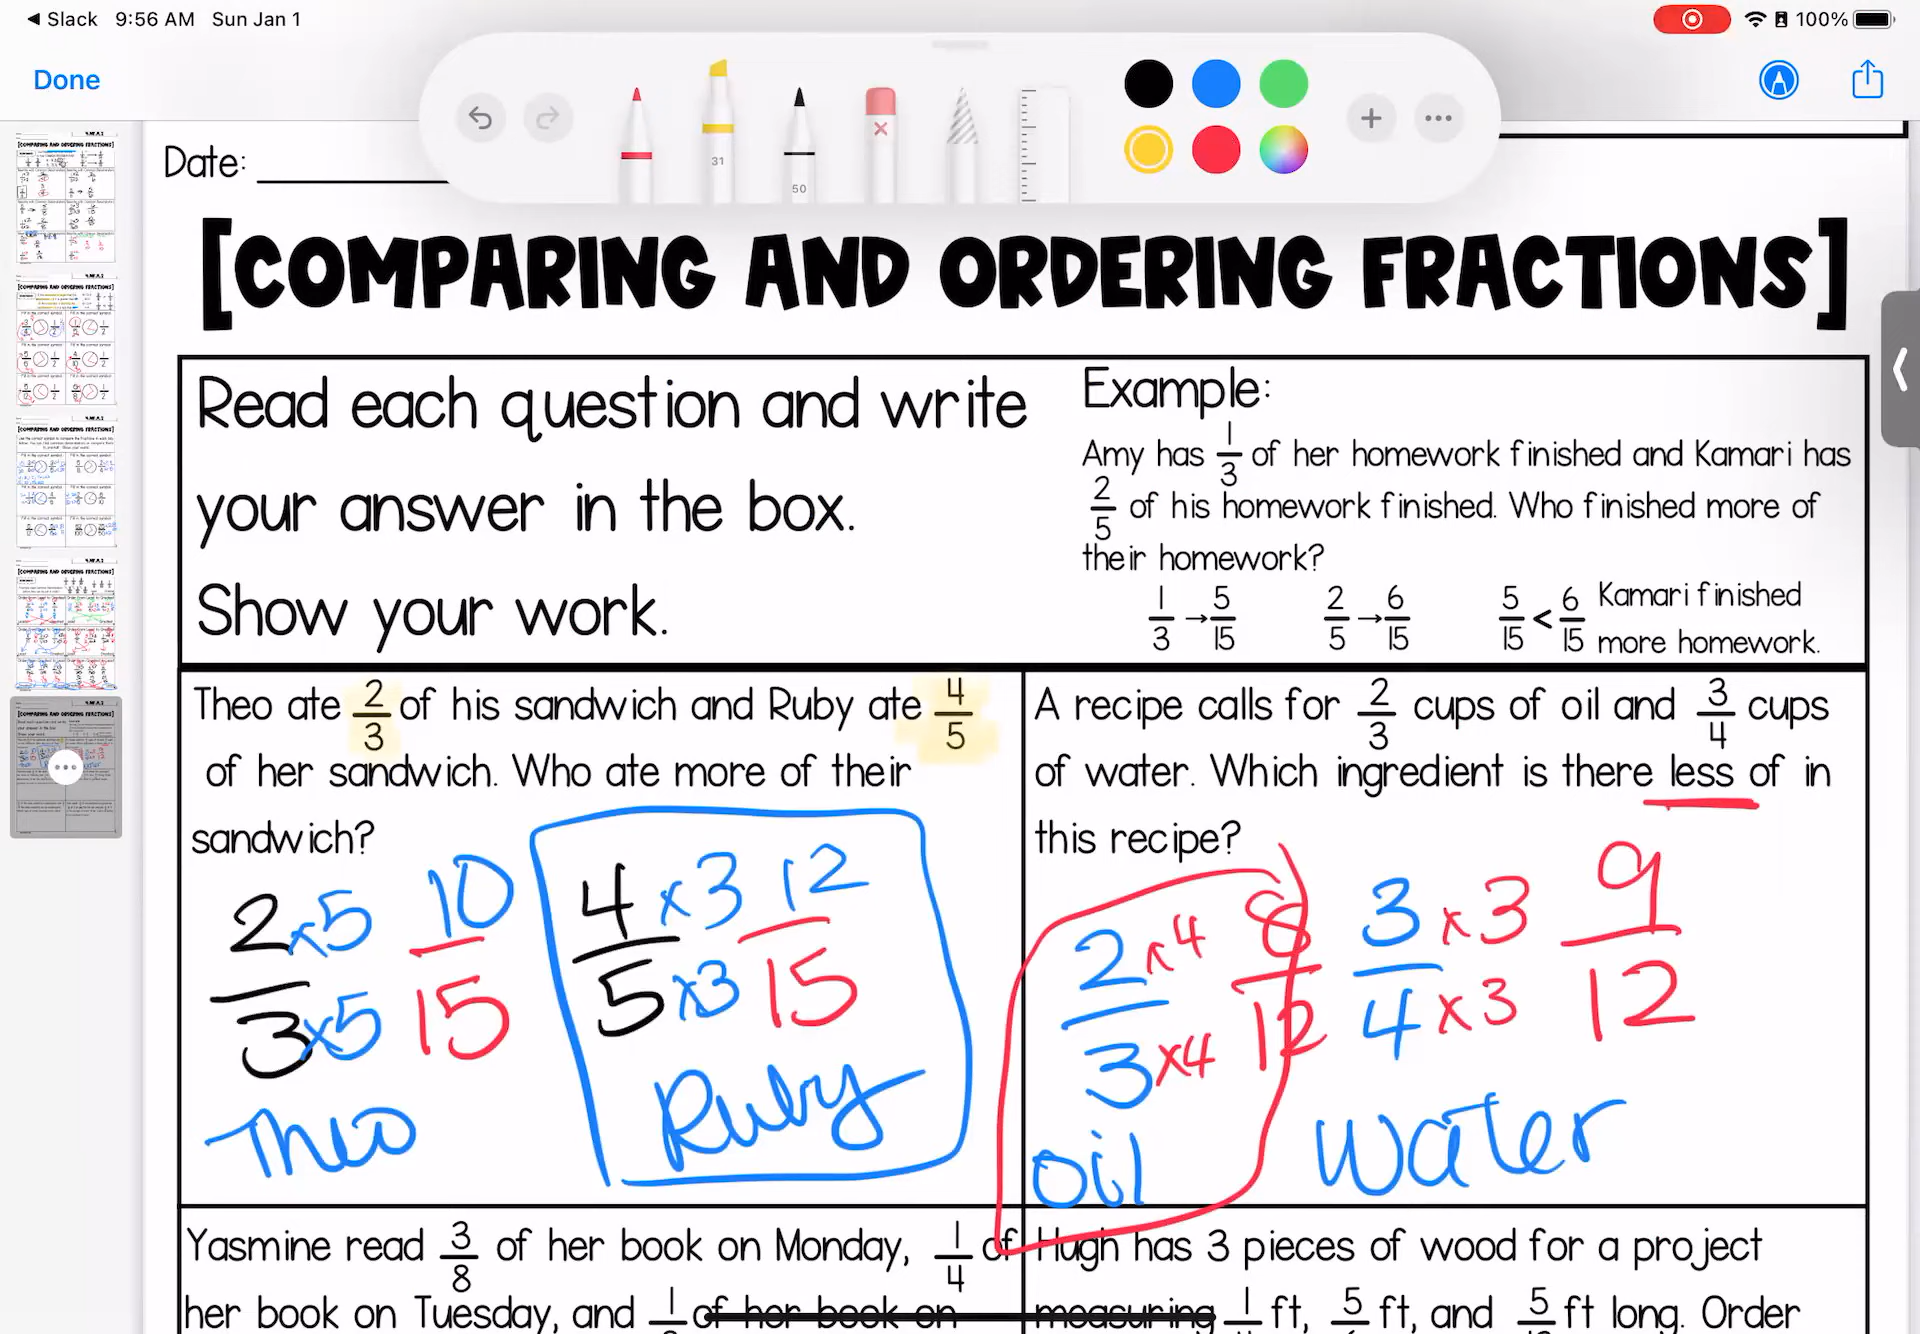 Slack 9:56 AM Sun Jan 1
100%
Done
31
50
Date:
[COMPARING AND ORDERING FRACTIONS]
Read each question and write
your answer in the box.
Show your work.
Example:
Amy has 1/3 of her homework finished and Kamari has
2/5 of his homework finished. Who finished more of
their homework?
1/3 → 5/15 2/5 → 6/15 5/15 < 6/15 Kamari finished
more homework.
Theo ate 2/3 of his sandwich and Ruby ate 4/5
of her sandwich. Who ate more of their
sandwich?
2/3 x5 x5 10/15 4/5 x3 x3 12/15
Theo Ruby
A recipe calls for 2/3 cups of oil and 3/4 cups
of water. Which ingredient is there less of in
this recipe?
2/3 x4 x4 8/12 3/4 x3 x3 9/12
oil water
Yasmine read 3/8 of her book on Monday, 1/4 of
her book on Tuesday, and of her book on
Hugh has 3 pieces of wood for a project
measuring ft, ft, and ft long. Order